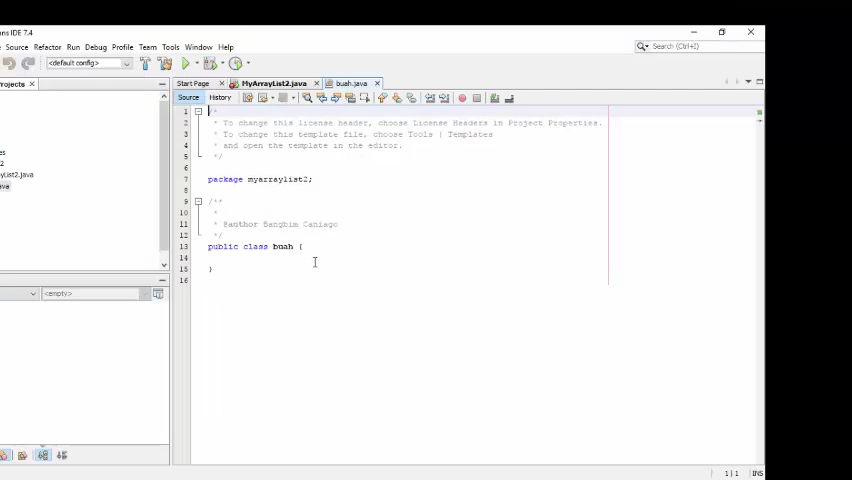 ns IDE 7.4
Source Refactor Run Debug Profile Team Tools Window Help
Search (Ctrl+I)
<default config>
rojects
Start Page MyArrayList2.java buah.java
Source History
1 /*
2 * To change this license header, choose License Headers in Project Properties.
3 * To change this template file, choose Tools | Templates
4 * and open the template in the editor.
5 */
6
7 package myarraylist2;
8
9 /**
10 *
11 * @author Bangbim Caniago
12 */
13 public class buah {
14
15 }
16
es
2
yList2.java
ava
<empty>
1 | 1 INS